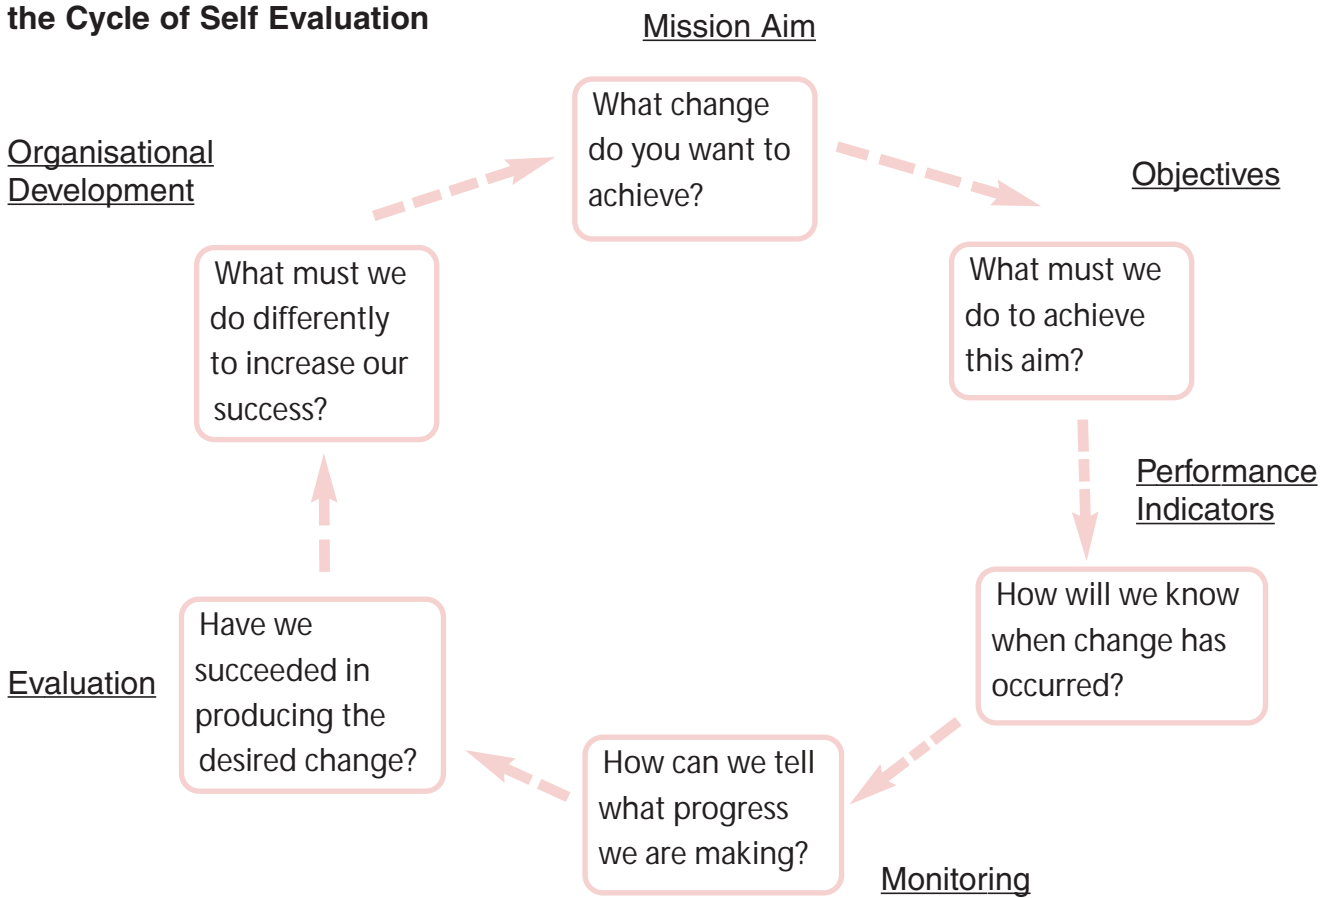 the Cycle of Self Evaluation
Mission Aim
What change
do you want to
achieve?
Objectives
What must we
do to achieve
this aim?
Performance
Indicators
How will we know
when change has
occurred?
Monitoring
How can we tell
what progress
we are making?
Evaluation
Have we
succeeded in
producing the
desired change?
Organisational
Development
What must we
do differently
to increase our
success?